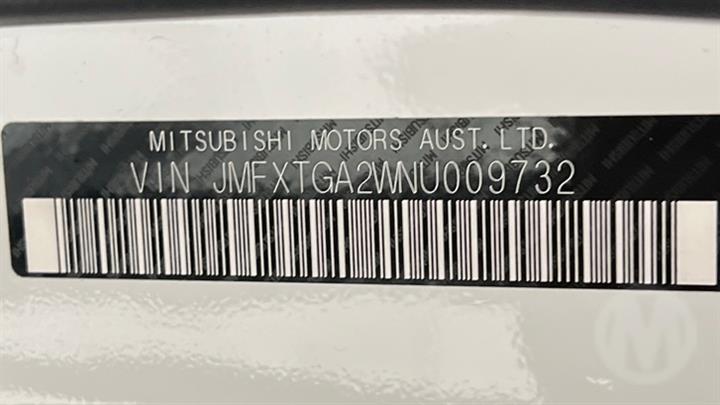 MITSUBISHI MOTORS AUST. LTD.
VIN JMFXTGA2WNU009732